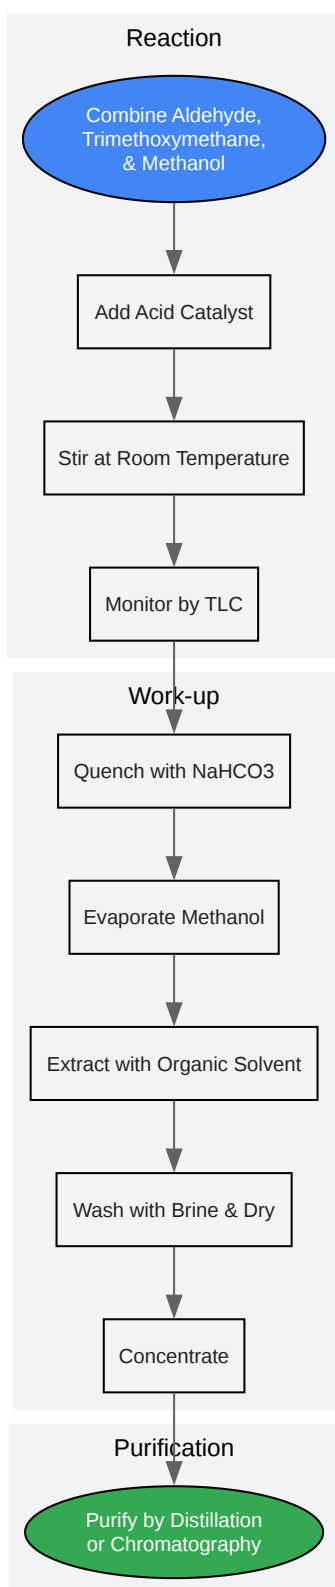 Reaction
Combine Aldehyde,
Trimethoxymethane,
& Methanol
Add Acid Catalyst
Stir at Room Temperature
Monitor by TLC
Work-up
Quench with NaHCO3
Evaporate Methanol
Extract with Organic Solvent
Wash with Brine & Dry
Concentrate
Purification
Purify by Distillation
or Chromatography